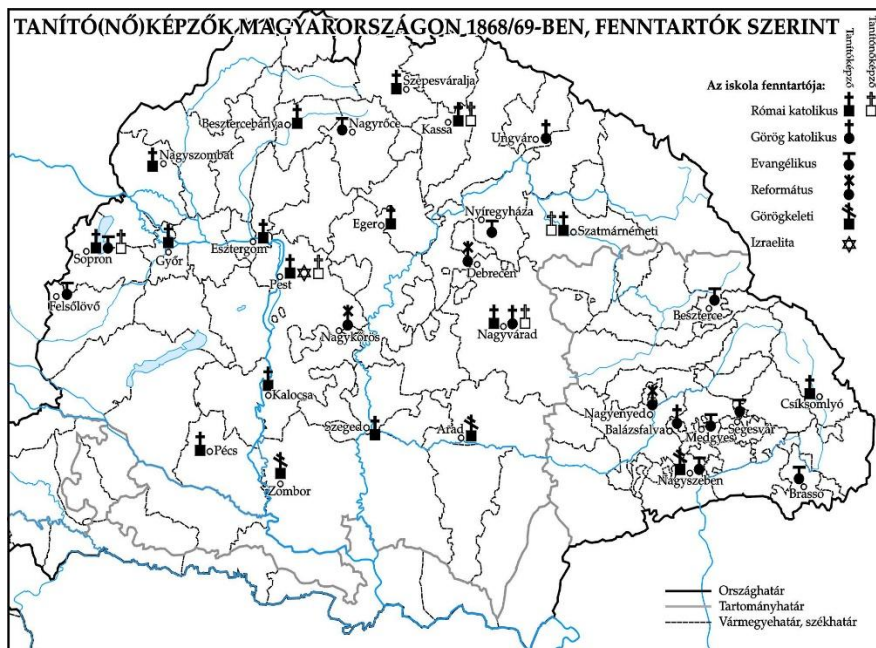 TANÍTÓ(NŐ)KÉPZŐK MAGYARORSZÁGON 1868/69-BEN, FENNTARTÓK SZERINT
Tanítóképző
Tanítónőképző
Az iskola fenntartója:
Római katolikus
Görög katolikus
Evangélikus
Református
Görögkeleti
Izraelita
Szepesváralja
Besztercebánya
Nagyrőce
Kassa
Ungvár
Nagyszombat
Nyíregyháza
Eger
Szatmárnémeti
Sopron
Győr
Esztergom
Debrecen
Pest
Felsőlövő
Beszterce
Nagykőrös
Nagyvárad
Kalocsa
Nagyenyed
Csíksomlyó
Szeged
Arad
Balázsfalva
Medgyes
Segesvár
Pécs
Zombor
Nagyszeben
Brassó
Országhatár
Tartományhatár
Vármegyehatár, székhatár